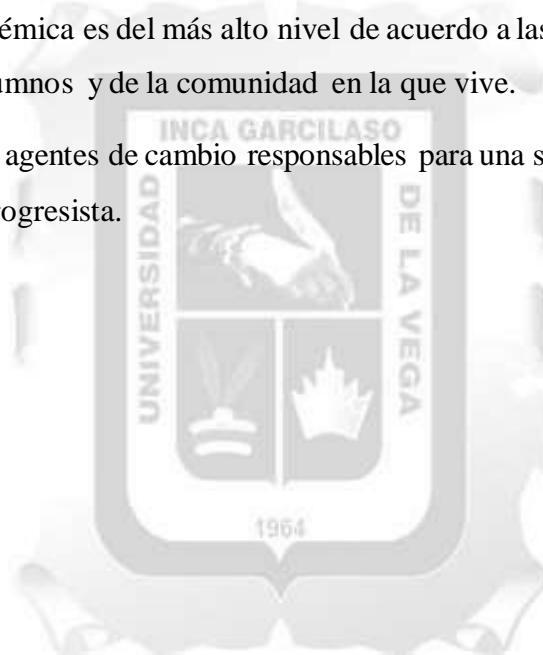 émica es del más alto nivel de acuerdo a las
umnos y de la comunidad en la que vive.
INCA GARCILASO
agentes de cambio responsables para una s
rogresista.
UNIVERSIDAD
DE LA VEGA
1964